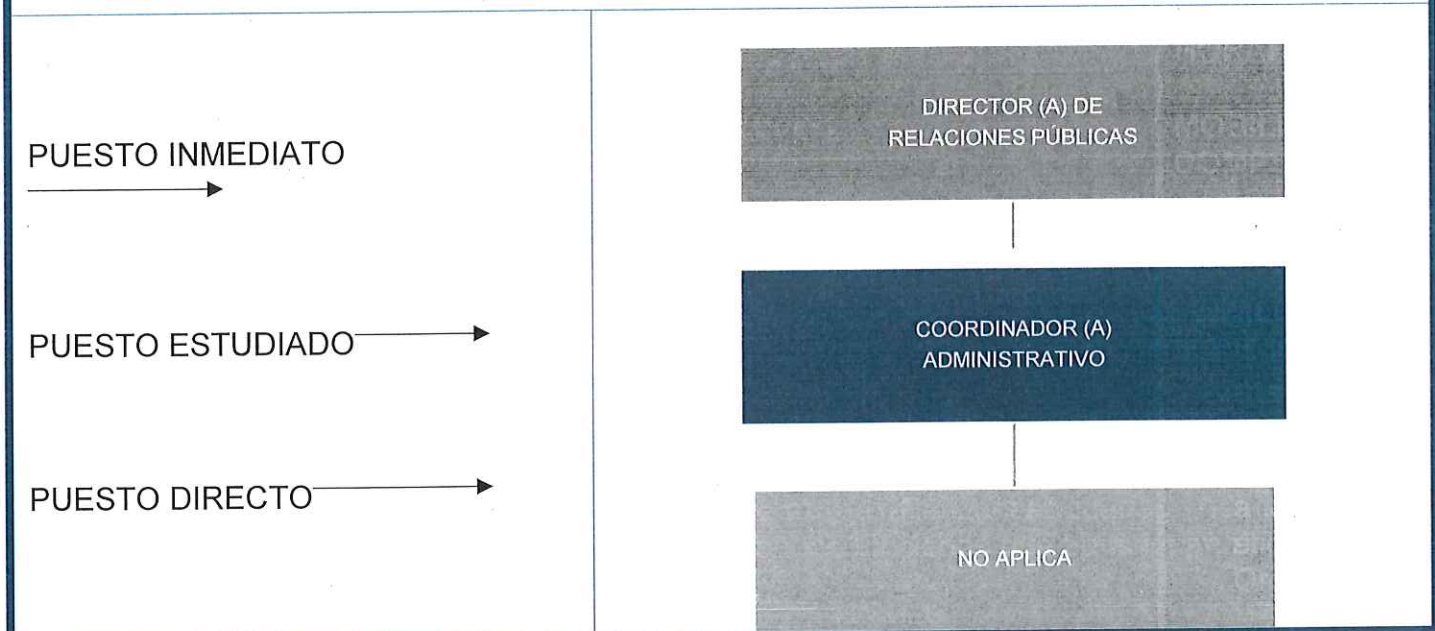 PUESTO INMEDIATO
DIRECTOR (A) DE
RELACIONES PÚBLICAS
PUESTO ESTUDIADO
COORDINADOR (A)
ADMINISTRATIVO
PUESTO DIRECTO
NO APLICA